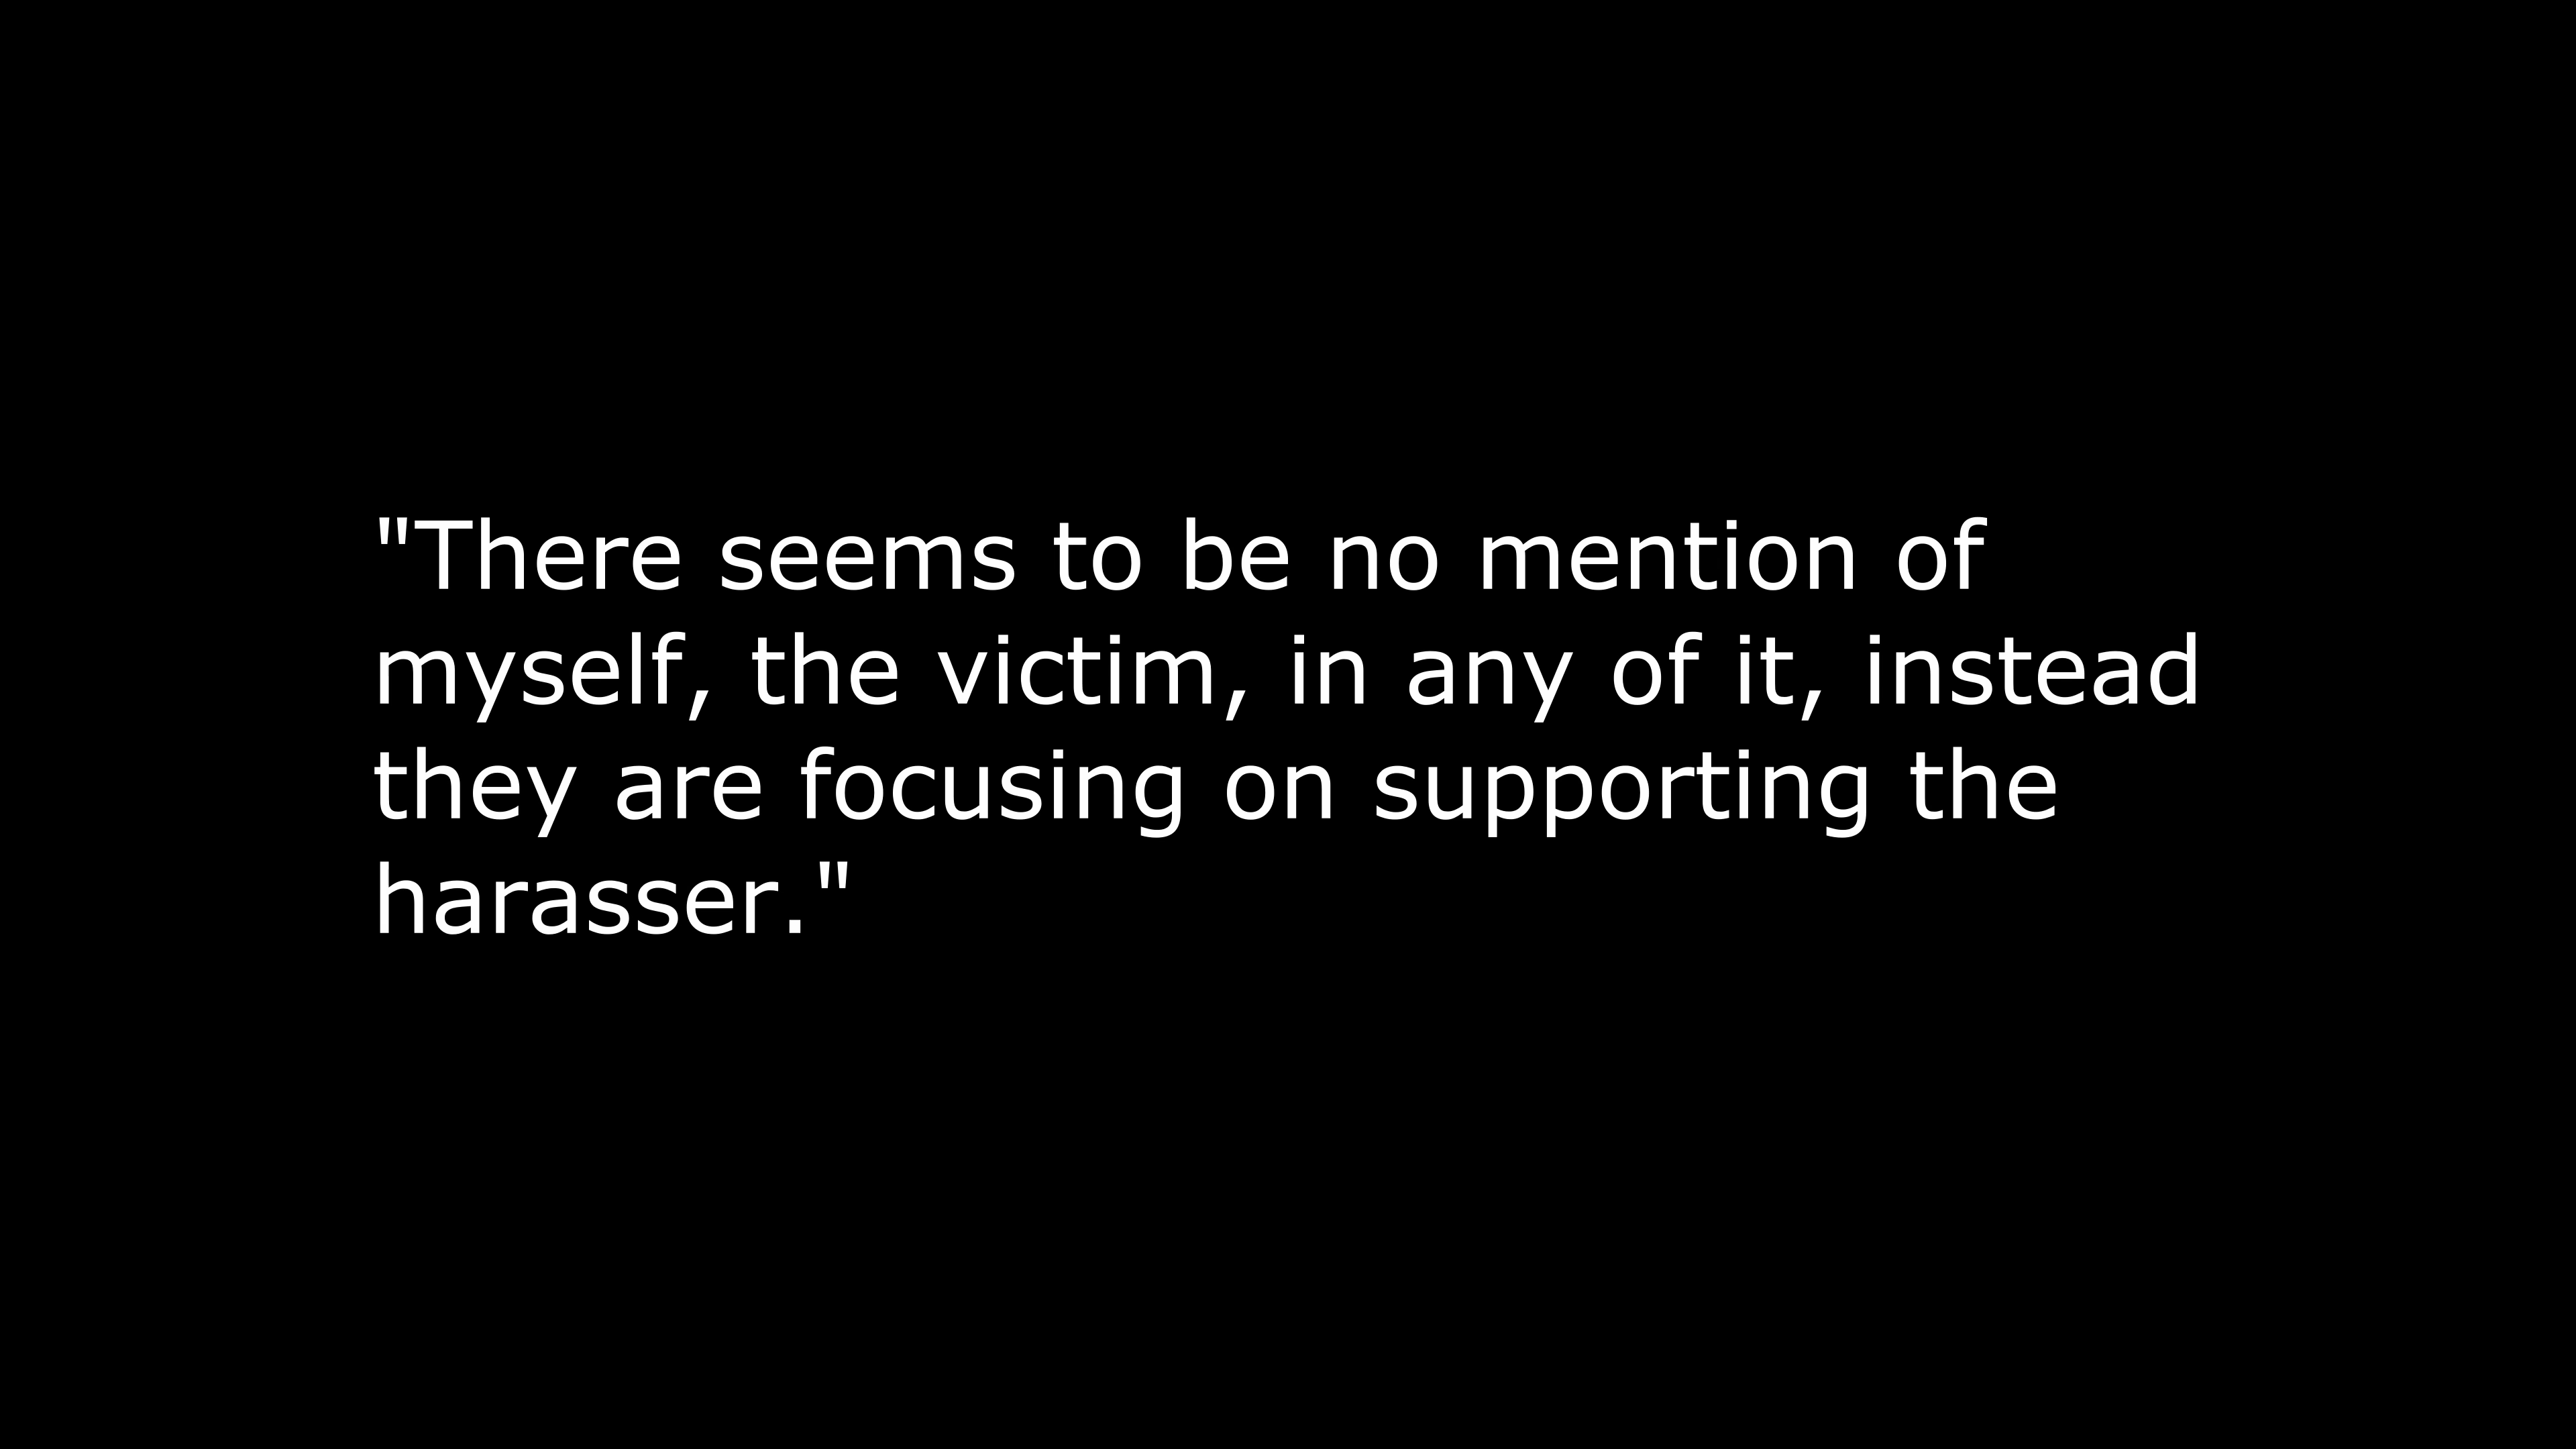 "There seems to be no mention of
myself, the victim, in any of it, instead
they are focusing on supporting the
harasser."